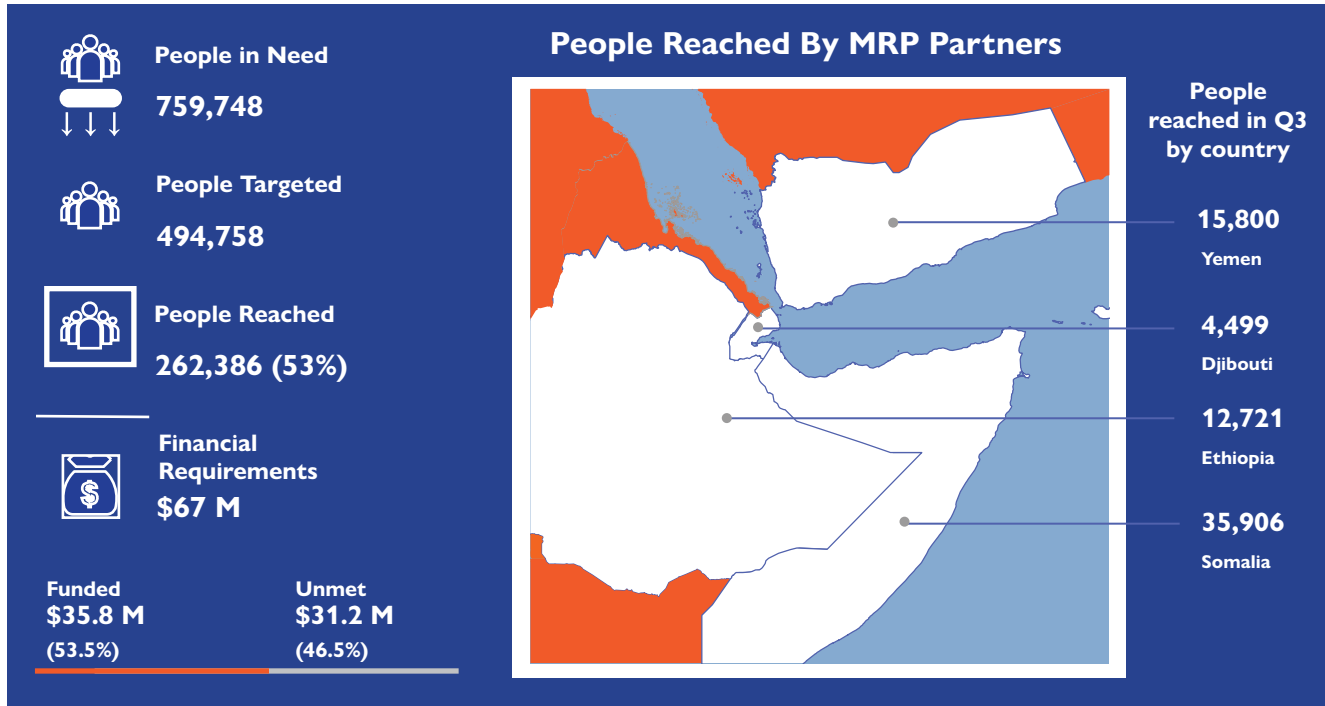 People in Need
759,748
People Targeted
494,758
People Reached
262,386 (53%)
Financial
Requirements
$67 M
$
Funded
$35.8 M
(53.5%)
Unmet
$31.2 M
(46.5%)
People Reached By MRP Partners
People
reached in Q3
by country
15,800
Yemen
4,499
Djibouti
12,721
Ethiopia
35,906
Somalia